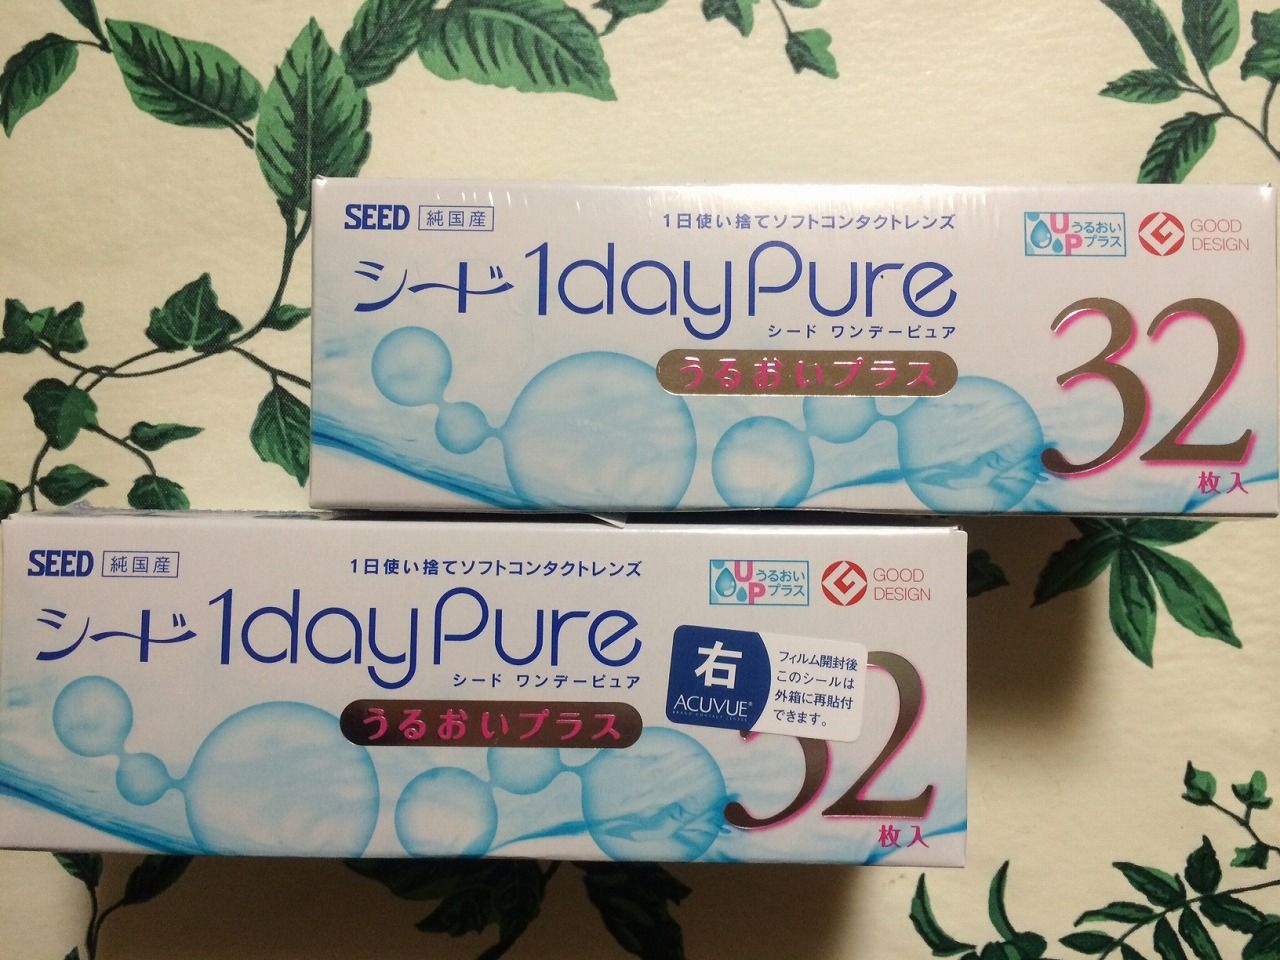 SEED 純国産
1日使い捨てソフトコンタクトレンズ
UP うるおいプラス
GOOD DESIGN
シード 1dayPure
シード ワンデーピュア
うるおいプラス
32
枚入
SEED 純国産
1日使い捨てソフトコンタクトレンズ
UP うるおいプラス
GOOD DESIGN
シード 1dayPure
シード ワンデーピュア
うるおいプラス
右
ACUVUE®
BRAND CONTACT LENSES
フィルム開封後
このシールは
外箱に再貼付
できます。
32
枚入